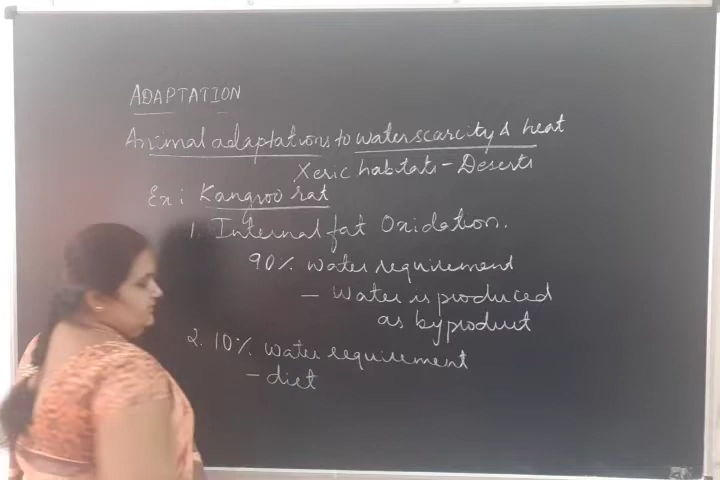 ADAPTATION
Animal adaptations to water scarcity & heat
Xeric habitats - Deserts
Ex: Kangroo rat
1. Internal fat Oxidation.
90% water requirement
- Water is produced
as byproduct
2. 10% water requirement
- diet